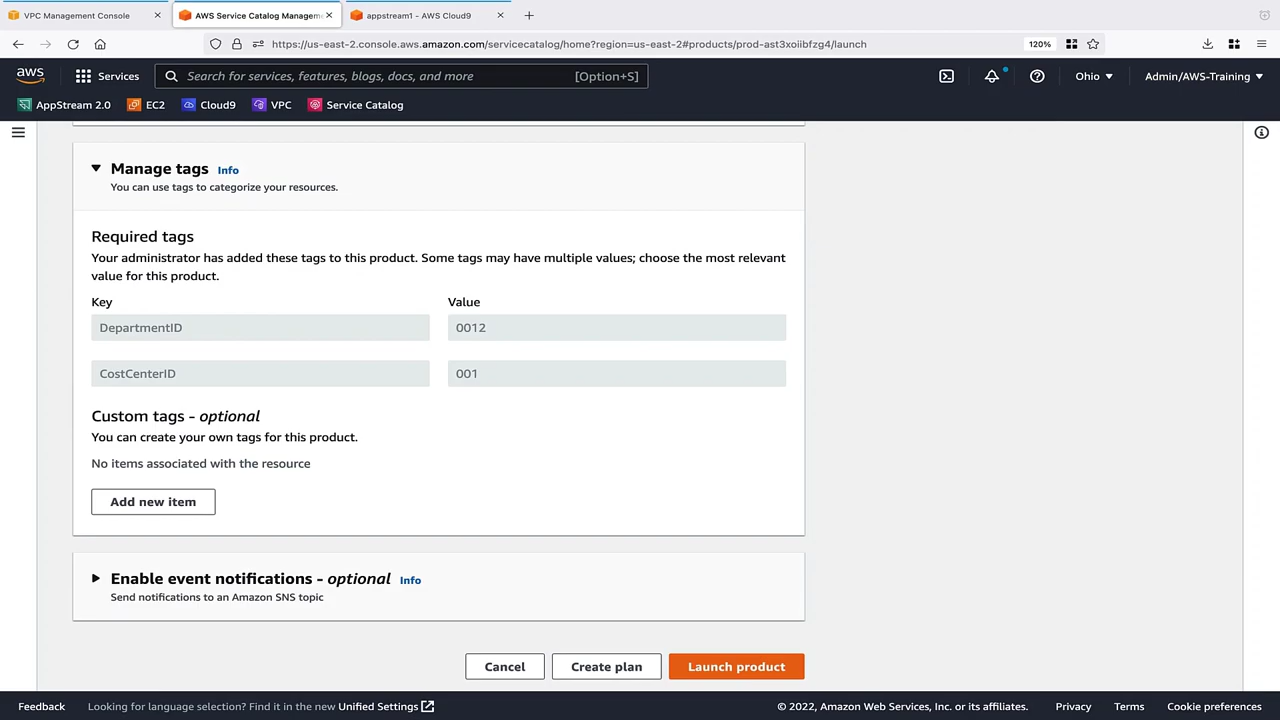 VPC Management Console
AWS Service Catalog Managem
appstream1 - AWS Cloud9
https://us-east-2.console.aws.amazon.com/servicecatalog/home?region=us-east-2#products/prod-ast3xoiibfzg4/launch
120%
aws
Services
Search for services, features, blogs, docs, and more
[Option+S]
Ohio
Admin/AWS-Training
AppStream 2.0
EC2
Cloud9
VPC
Service Catalog
Manage tags Info
You can use tags to categorize your resources.
Required tags
Your administrator has added these tags to this product. Some tags may have multiple values; choose the most relevant
value for this product.
Key
Value
DepartmentID
0012
CostCenterID
001
Custom tags - optional
You can create your own tags for this product.
No items associated with the resource
Add new item
Enable event notifications - optional Info
Send notifications to an Amazon SNS topic
Cancel
Create plan
Launch product
Feedback
Looking for language selection? Find it in the new Unified Settings
© 2022, Amazon Web Services, Inc. or its affiliates.
Privacy
Terms
Cookie preferences